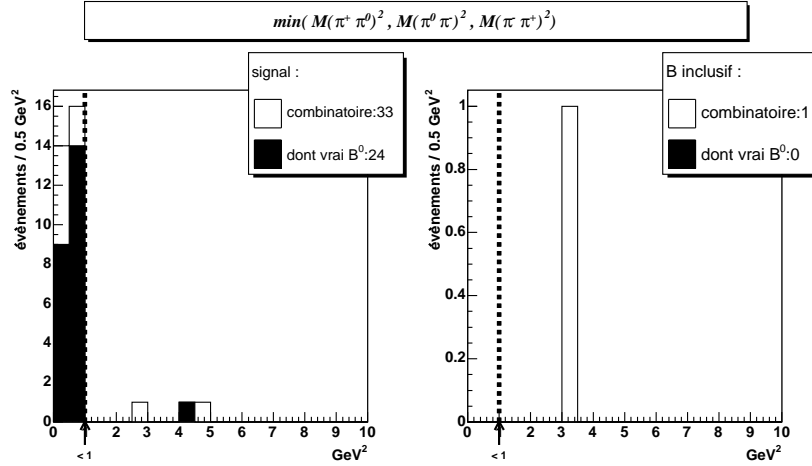 min( M(π⁺ π⁰)², M(π⁰ π⁻)², M(π⁻ π⁺)²)
signal :
combinatoire:33
dont vrai B⁰:24
évènements / 0.5 GeV²
16
14
12
10
8
6
4
2
0
0 2 3 4 5 6 7 8 9 10
< 1
GeV²
B inclusif :
combinatoire:1
dont vrai B⁰:0
évènements / 0.5 GeV²
1
0.8
0.6
0.4
0.2
0
0 2 3 4 5 6 7 8 9 10
< 1
GeV²